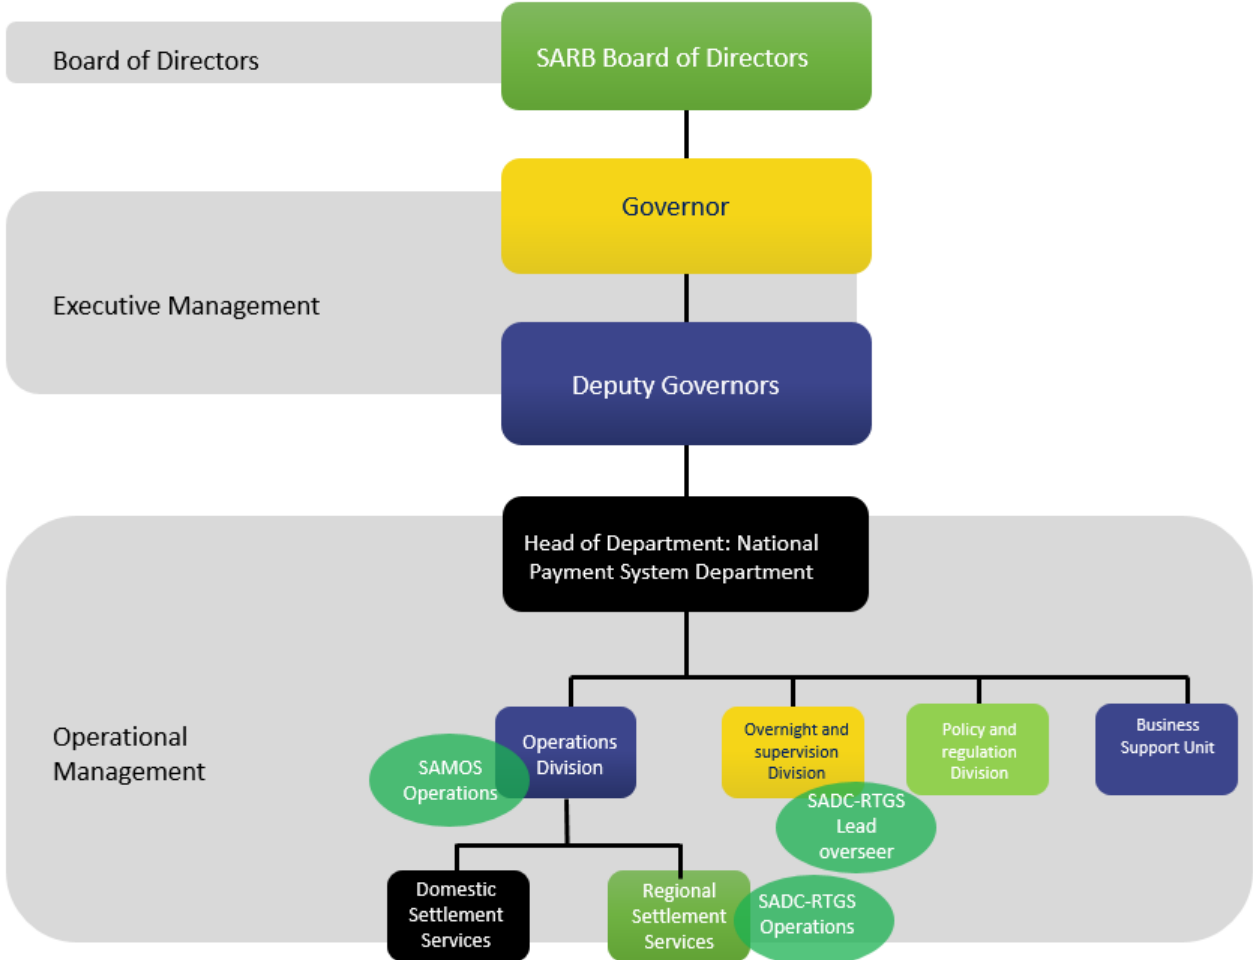 Board of Directors
SARB Board of Directors
Governor
Executive Management
Deputy Governors
Head of Department: National
Payment System Department
Operational
Management
Operations
Division
SAMOS
Operations
Overnight and
supervision
Division
SADC-RTGS
Lead
overseer
Policy and
regulation
Division
Business
Support Unit
Domestic
Settlement
Services
Regional
Settlement
Services
SADC-RTGS
Operations